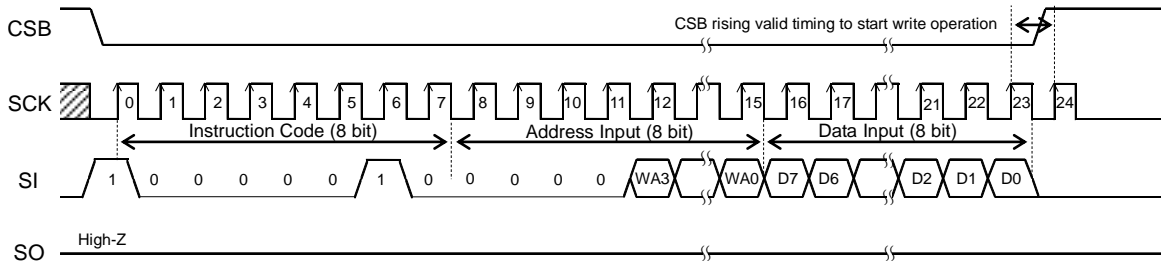 CSB
CSB rising valid timing to start write operation
SCK
0 1 2 3 4 5 6 7 8 9 10 11 12 15 16 17 21 22 23 24
Instruction Code (8 bit) Address Input (8 bit) Data Input (8 bit)
SI
1 0 0 0 0 0 1 0 0 0 0 0 WA3 WA0 D7 D6 D2 D1 D0
High-Z
SO